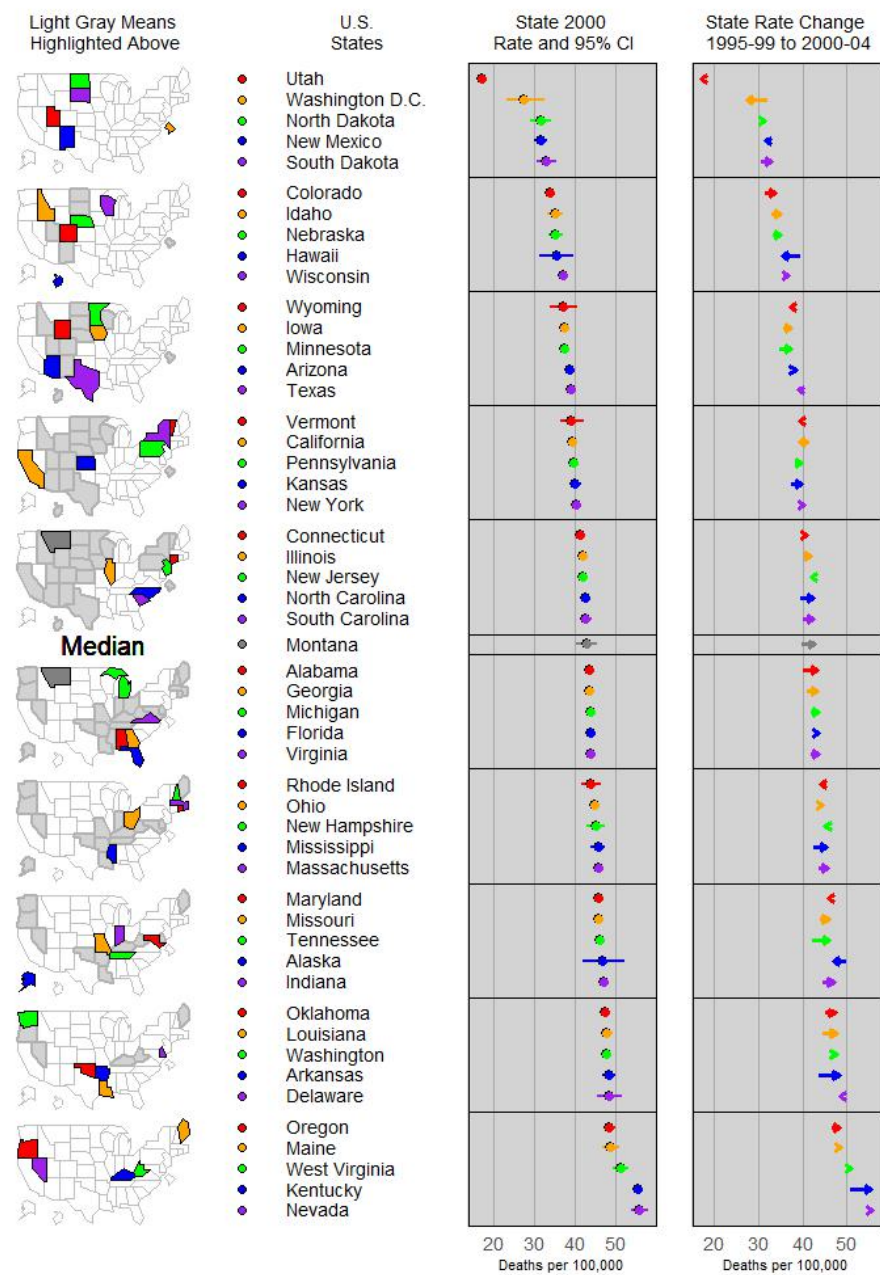 Light Gray Means
Highlighted Above
U.S.
States
State 2000
Rate and 95% CI
State Rate Change
1995-99 to 2000-04
Utah
Washington D.C.
North Dakota
New Mexico
South Dakota
Colorado
Idaho
Nebraska
Hawaii
Wisconsin
Wyoming
Iowa
Minnesota
Arizona
Texas
Vermont
California
Pennsylvania
Kansas
New York
Connecticut
Illinois
New Jersey
North Carolina
South Carolina
Median
Montana
Alabama
Georgia
Michigan
Florida
Virginia
Rhode Island
Ohio
New Hampshire
Mississippi
Massachusetts
Maryland
Missouri
Tennessee
Alaska
Indiana
Oklahoma
Louisiana
Washington
Arkansas
Delaware
Oregon
Maine
West Virginia
Kentucky
Nevada
20 30 40 50
Deaths per 100,000
20 30 40 50
Deaths per 100,000